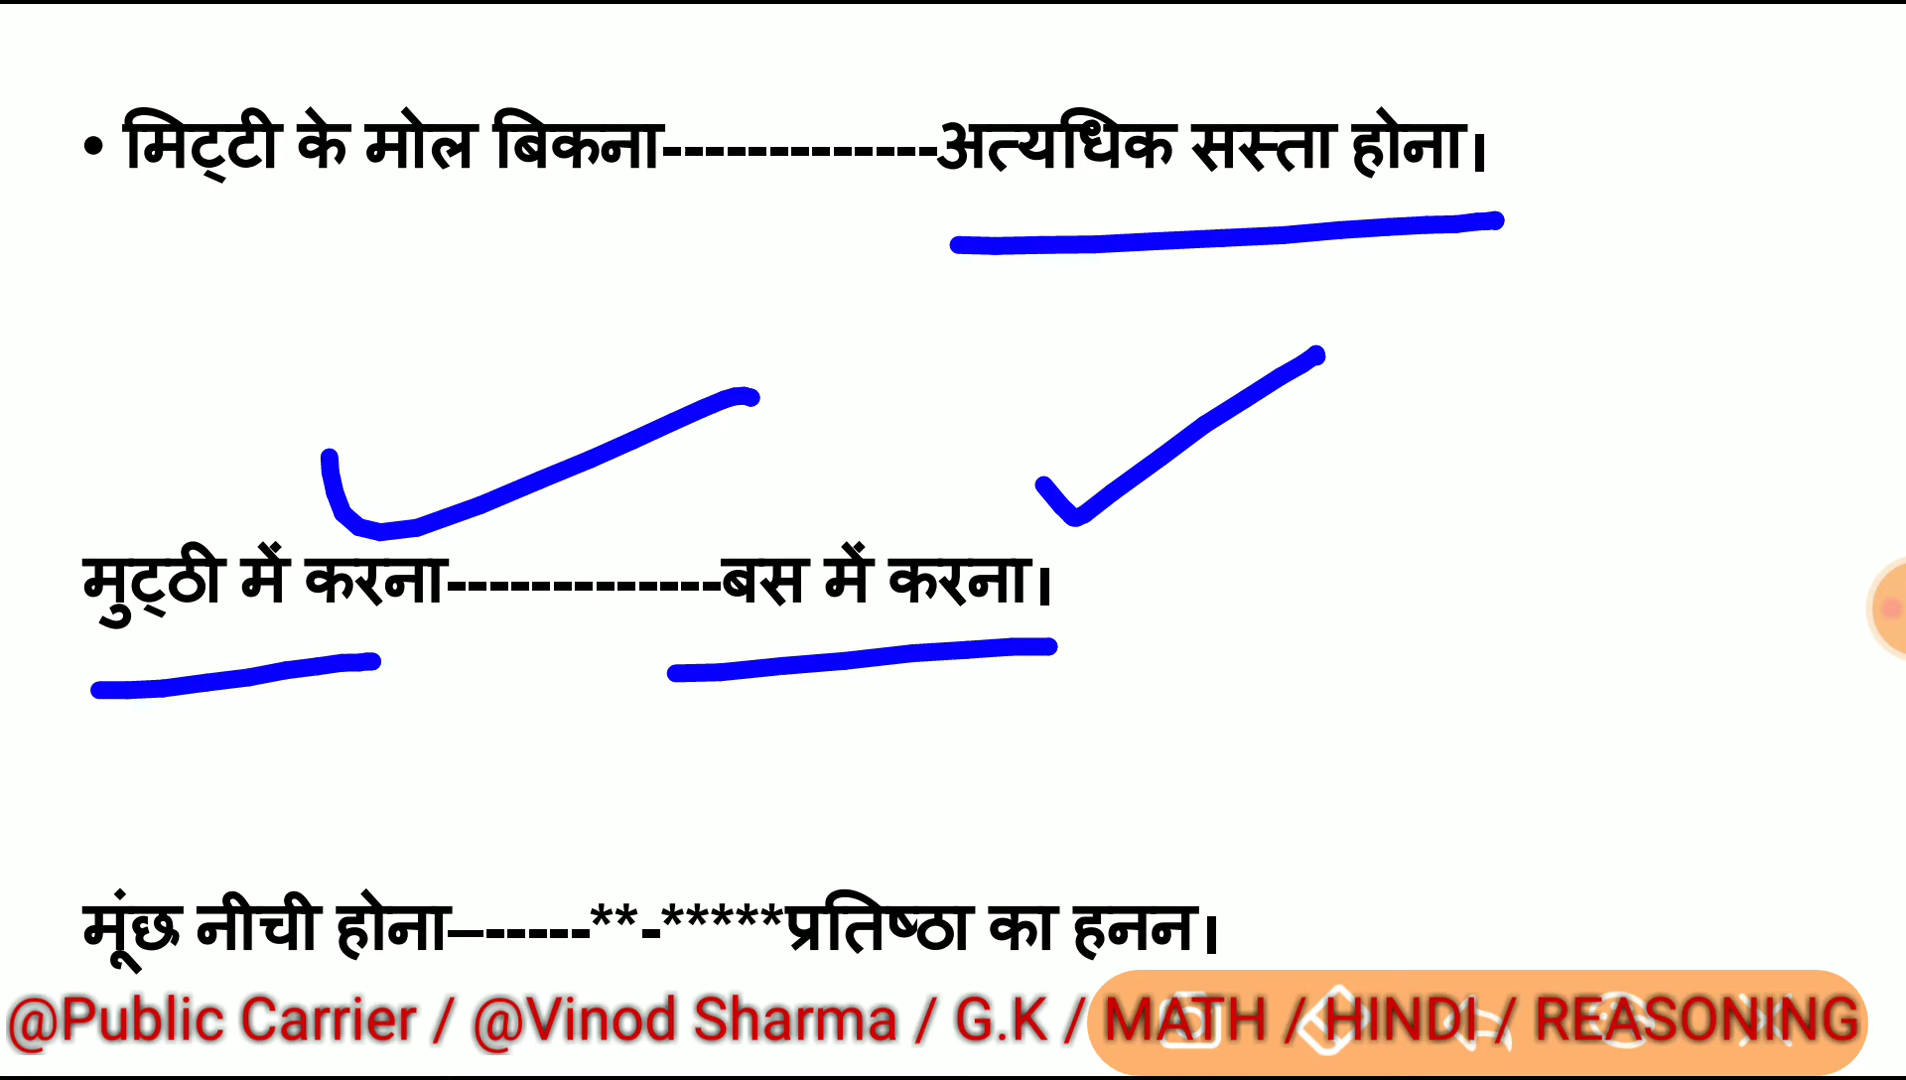 • मिट्टी के मोल बिकना-------------अत्यधिक सस्ता होना।
मुट्ठी में करना-------------बस में करना।
मूंछ नीची होना–-----**-*****प्रतिष्ठा का हनन।
@Public Carrier / @Vinod Sharma / G.K / MATH / HINDI / REASONING